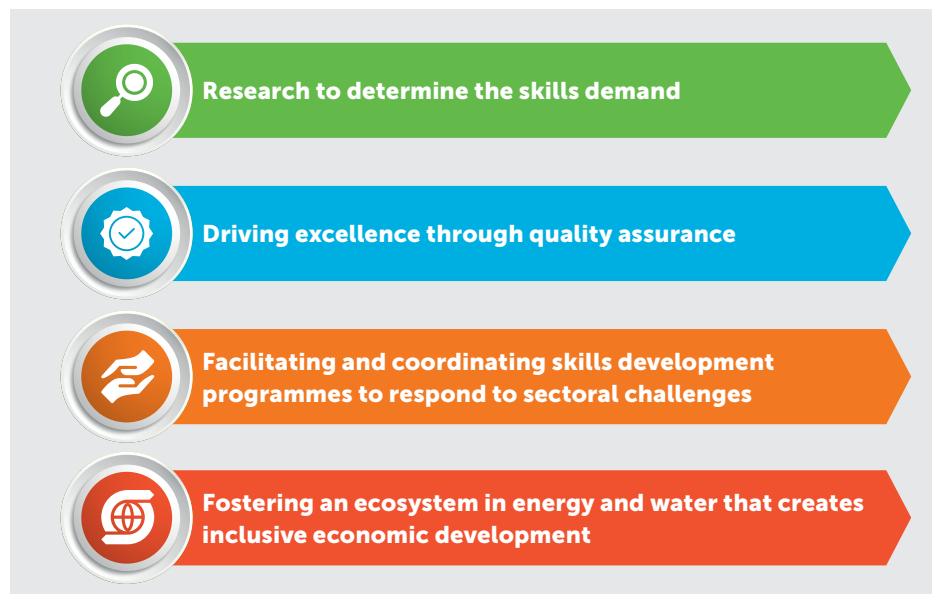 Research to determine the skills demand
Driving excellence through quality assurance
Facilitating and coordinating skills development
programmes to respond to sectoral challenges
Fostering an ecosystem in energy and water that creates
inclusive economic development